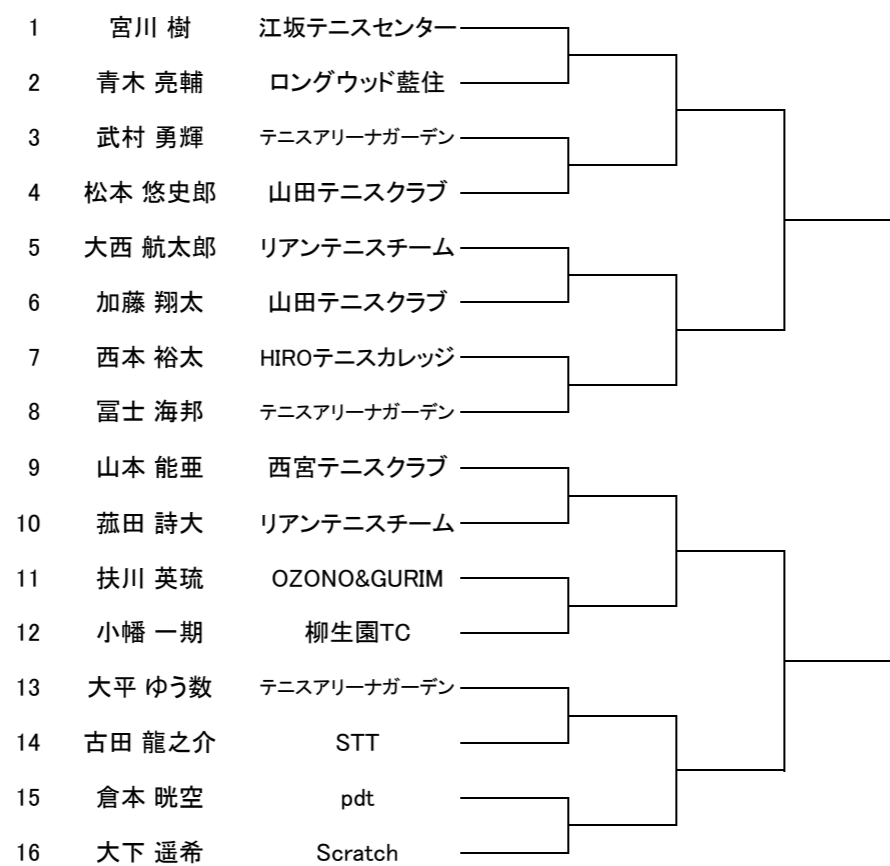 1 宮川 樹 江坂テニスセンター
2 青木 亮輔 ロングウッド藍住
3 武村 勇輝 テニスアリーナガーデン
4 松本 悠史郎 山田テニスクラブ
5 大西 航太郎 リアンテニスチーム
6 加藤 翔太 山田テニスクラブ
7 西本 裕太 HIROテニスカレッジ
8 冨士 海邦 テニスアリーナガーデン
9 山本 能亜 西宮テニスクラブ
10 菰田 詩大 リアンテニスチーム
11 扶川 英琉 OZONO&GURIM
12 小幡 一期 柳生園TC
13 大平 ゆう数 テニスアリーナガーデン
14 古田 龍之介 STT
15 倉本 晄空 pdt
16 大下 遥希 Scratch